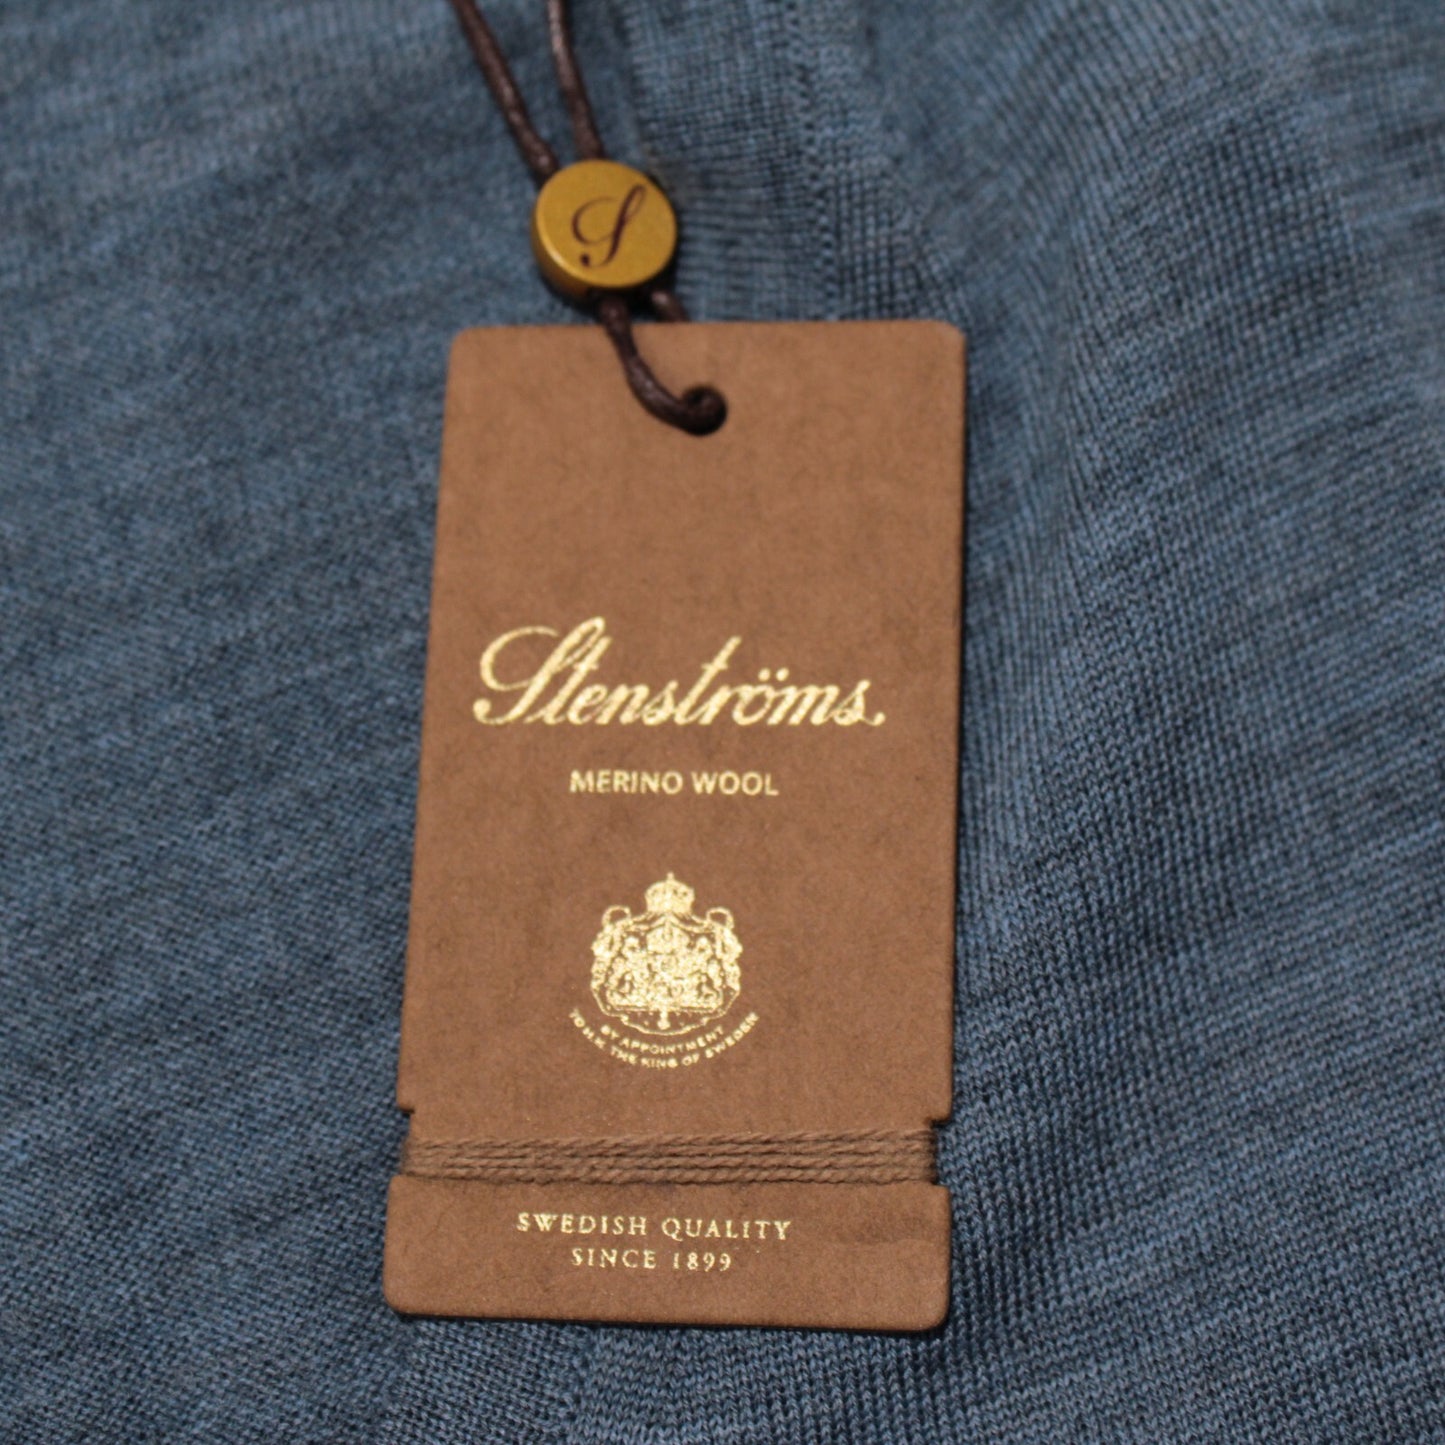 S
Stenströms
MERINO WOOL
BY APPOINTMENT
TO H.M. THE KING OF SWEDEN
SWEDISH QUALITY
SINCE 1899